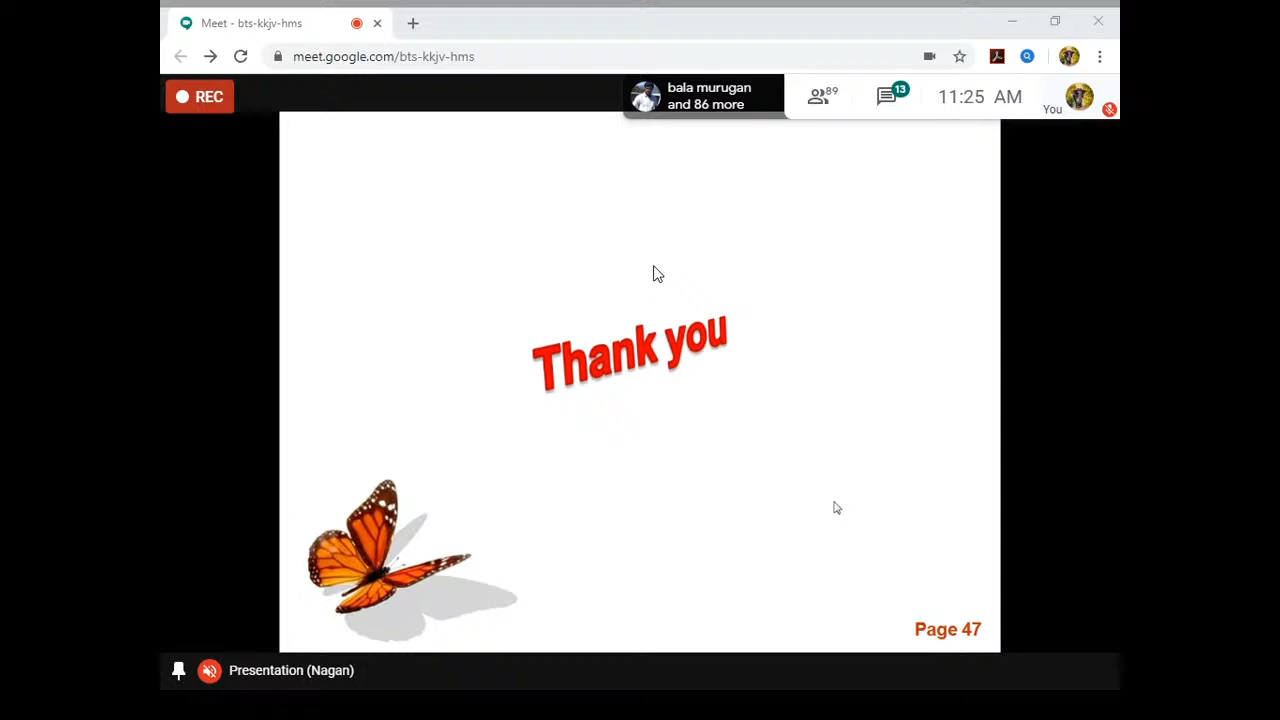 Meet - bts-kkjv-hms
meet.google.com/bts-kkjv-hms
REC
bala murugan
and 86 more
89
13
11:25 AM
You
Thank you
Page 47
Presentation (Nagan)